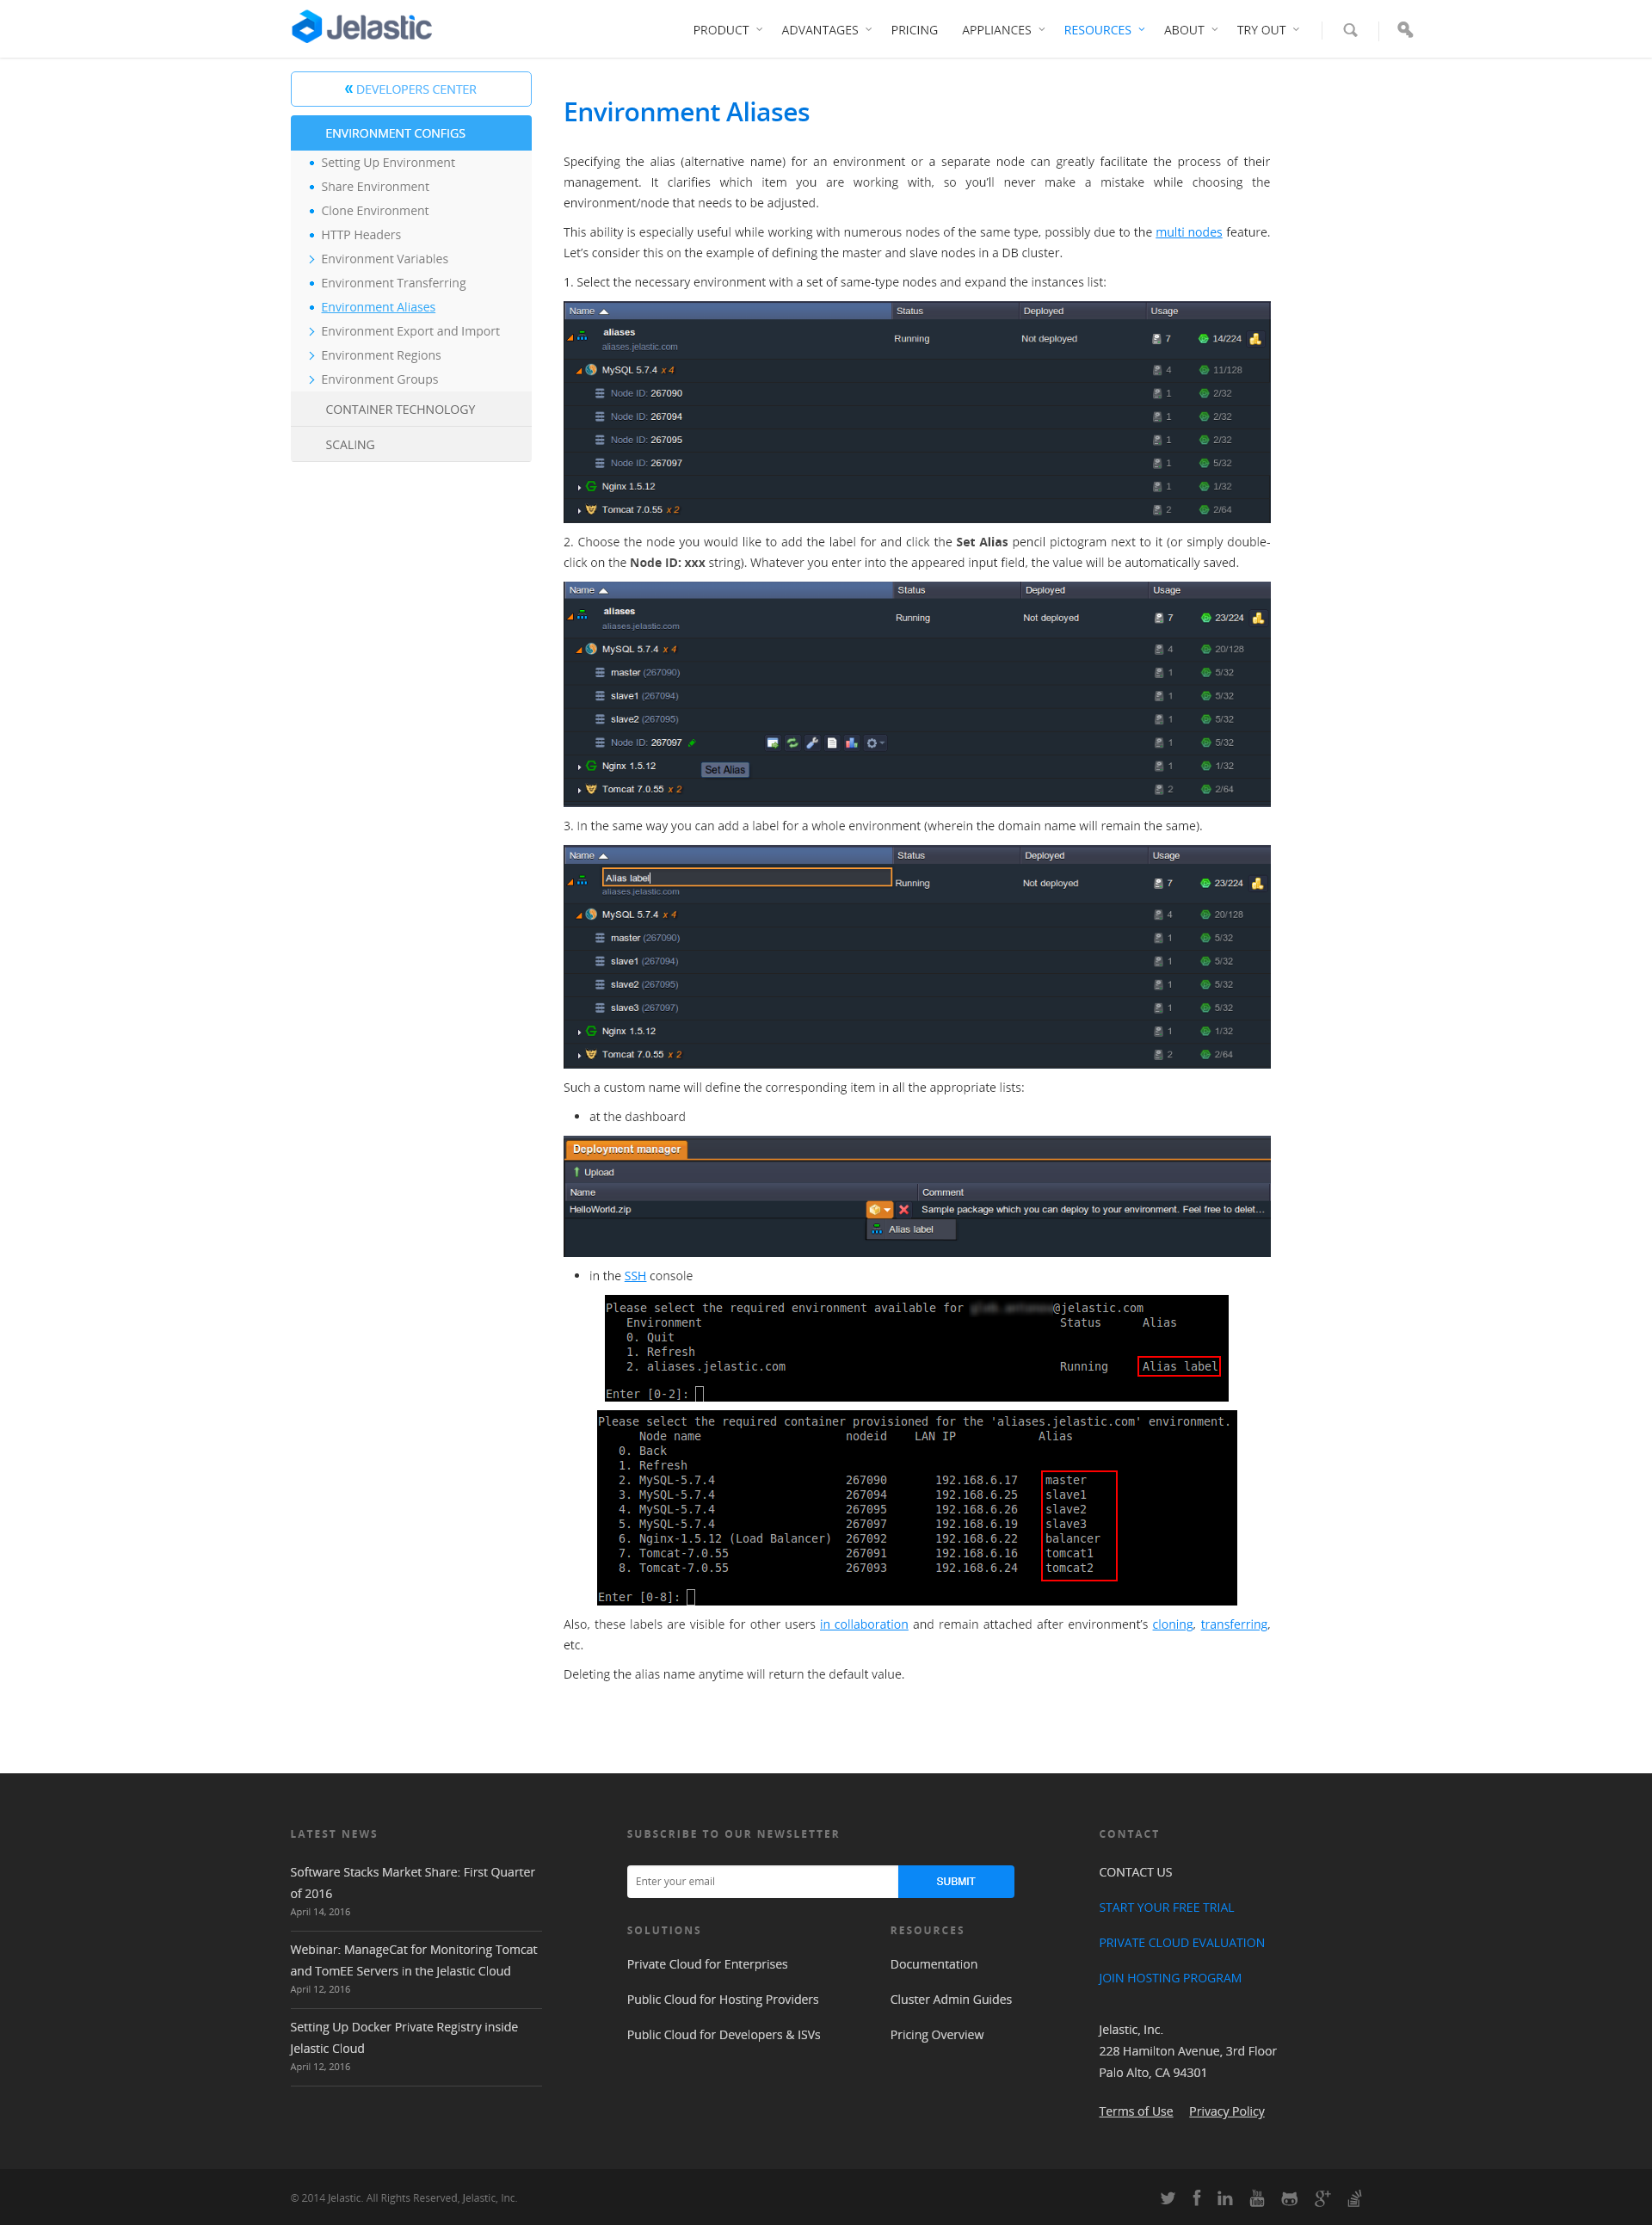 Jelastic
PRODUCT ADVANTAGES PRICING APPLIANCES RESOURCES ABOUT TRY OUT
« DEVELOPERS CENTER
ENVIRONMENT CONFIGS
Setting Up Environment
Share Environment
Clone Environment
HTTP Headers
Environment Variables
Environment Transferring
Environment Aliases
Environment Export and Import
Environment Regions
Environment Groups
CONTAINER TECHNOLOGY
SCALING
Environment Aliases
Specifying the alias (alternative name) for an environment or a separate node can greatly facilitate the process of their
management. It clarifies which item you are working with, so you'll never make a mistake while choosing the
environment/node that needs to be adjusted.
This ability is especially useful while working with numerous nodes of the same type, possibly due to the multi nodes feature.
Let's consider this on the example of defining the master and slave nodes in a DB cluster.
1. Select the necessary environment with a set of same-type nodes and expand the instances list:
Name Status Deployed Usage
aliases
aliases.jelastic.com Running Not deployed 7 14/224
MySQL 5.7.4 x 4 4 11/128
Node ID: 267090 1 2/32
Node ID: 267094 1 2/32
Node ID: 267095 1 2/32
Node ID: 267097 1 5/32
Nginx 1.5.12 1 1/32
Tomcat 7.0.55 x 2 2 2/64
2. Choose the node you would like to add the label for and click the Set Alias pencil pictogram next to it (or simply double-
click on the Node ID: xxx string). Whatever you enter into the appeared input field, the value will be automatically saved.
Name Status Deployed Usage
aliases
aliases.jelastic.com Running Not deployed 7 23/224
MySQL 5.7.4 x 4 4 20/128
master (267090) 1 5/32
slave1 (267094) 1 5/32
slave2 (267095) 1 5/32
Node ID: 267097 1 5/32
Nginx 1.5.12 Set Alias 1 1/32
Tomcat 7.0.55 x 2 2 2/64
3. In the same way you can add a label for a whole environment (wherein the domain name will remain the same).
Name Status Deployed Usage
Alias label
aliases.jelastic.com Running Not deployed 7 23/224
MySQL 5.7.4 x 4 4 20/128
master (267090) 1 5/32
slave1 (267094) 1 5/32
slave2 (267095) 1 5/32
slave3 (267097) 1 5/32
Nginx 1.5.12 1 1/32
Tomcat 7.0.55 x 2 2 2/64
Such a custom name will define the corresponding item in all the appropriate lists:
• at the dashboard
Deployment manager
Upload
Name Comment
HelloWorld.zip Sample package which you can deploy to your environment. Feel free to delet...
Alias label
• in the SSH console
Please select the required environment available for @jelastic.com
Environment Status Alias
0. Quit
1. Refresh
2. aliases.jelastic.com Running Alias label
Enter [0-2]:
Please select the required container provisioned for the 'aliases.jelastic.com' environment.
Node name nodeid LAN IP Alias
0. Back
1. Refresh
2. MySQL-5.7.4 267090 192.168.6.17 master
3. MySQL-5.7.4 267094 192.168.6.25 slave1
4. MySQL-5.7.4 267095 192.168.6.26 slave2
5. MySQL-5.7.4 267097 192.168.6.19 slave3
6. Nginx-1.5.12 (Load Balancer) 267092 192.168.6.22 balancer
7. Tomcat-7.0.55 267091 192.168.6.16 tomcat1
8. Tomcat-7.0.55 267093 192.168.6.24 tomcat2
Enter [0-8]:
Also, these labels are visible for other users in collaboration and remain attached after environment's cloning, transferring,
etc.
Deleting the alias name anytime will return the default value.
LATEST NEWS
Software Stacks Market Share: First Quarter
of 2016
April 14, 2016
Webinar: ManageCat for Monitoring Tomcat
and TomEE Servers in the Jelastic Cloud
April 12, 2016
Setting Up Docker Private Registry inside
Jelastic Cloud
April 12, 2016
SUBSCRIBE TO OUR NEWSLETTER
Enter your email SUBMIT
SOLUTIONS
Private Cloud for Enterprises
Public Cloud for Hosting Providers
Public Cloud for Developers & ISVs
RESOURCES
Documentation
Cluster Admin Guides
Pricing Overview
CONTACT
CONTACT US
START YOUR FREE TRIAL
PRIVATE CLOUD EVALUATION
JOIN HOSTING PROGRAM
Jelastic, Inc.
228 Hamilton Avenue, 3rd Floor
Palo Alto, CA 94301
Terms of Use Privacy Policy
© 2014 Jelastic. All Rights Reserved, Jelastic, Inc.